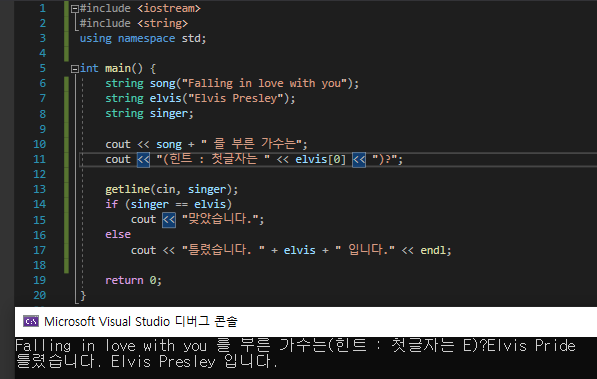 1 #include <iostream>
2 #include <string>
3 using namespace std;
4
5 int main() {
6 string song("Falling in love with you");
7 string elvis("Elvis Presley");
8 string singer;
9
10 cout << song + " 를 부른 가수는";
11 cout << "(힌트 : 첫글자는 " << elvis[0] << ")?";
12
13 getline(cin, singer);
14 if (singer == elvis)
15 cout << "맞았습니다.";
16 else
17 cout << "틀렸습니다. " + elvis + " 입니다." << endl;
18
19 return 0;
20 }
Microsoft Visual Studio 디버그 콘솔
Falling in love with you 를 부른 가수는(힌트 : 첫글자는 E)?Elvis Pride
틀렸습니다. Elvis Presley 입니다.